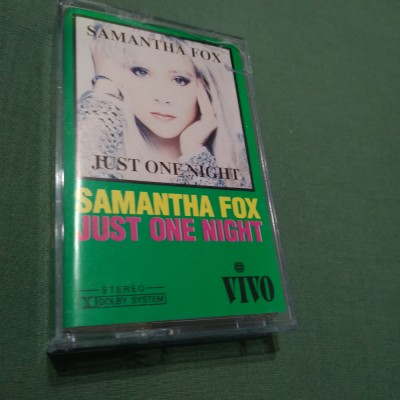 SAMANTHA FOX
JUST ONE NIGHT
SAMANTHA FOX
JUST ONE NIGHT
STEREO
DOLBY SYSTEM
VIVO